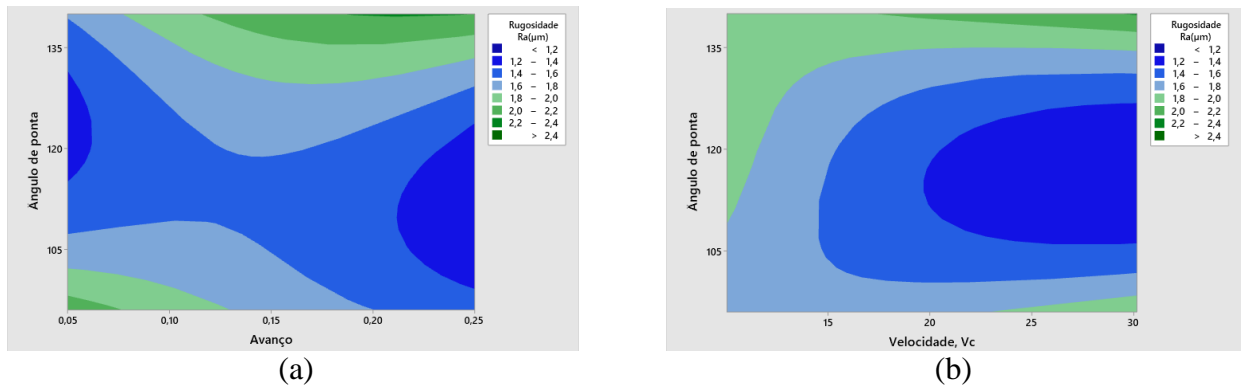 Rugosidade
Ra(μm)
< 1,2
1,2 – 1,4
1,4 – 1,6
1,6 – 1,8
1,8 – 2,0
2,0 – 2,2
2,2 – 2,4
> 2,4
Ângulo de ponta
135
120
105
0,05 0,10 0,15 0,20 0,25
Avanço
(a)
Rugosidade
Ra(μm)
< 1,2
1,2 – 1,4
1,4 – 1,6
1,6 – 1,8
1,8 – 2,0
2,0 – 2,2
2,2 – 2,4
> 2,4
Ângulo de ponta
135
120
105
15 20 25 30
Velocidade, Vc
(b)